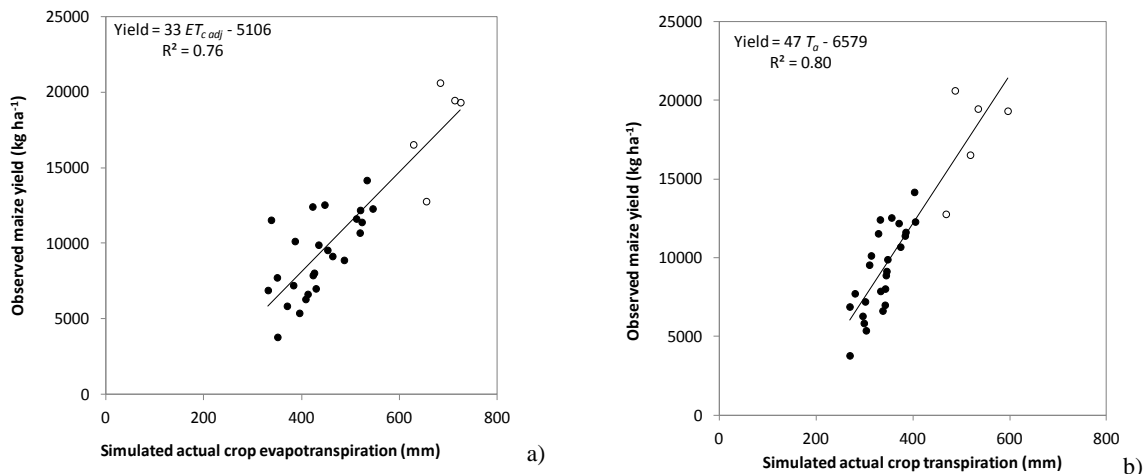 Yield = 33 ETc adj - 5106
R² = 0.76
25000
20000
15000
10000
5000
0
0 200 400 600 800
Observed maize yield (kg ha⁻¹)
Simulated actual crop evapotranspiration (mm)
a)
Yield = 47 Ta - 6579
R² = 0.80
25000
20000
15000
10000
5000
0
0 200 400 600 800
Observed maize yield (kg ha⁻¹)
Simulated actual crop transpiration (mm)
b)